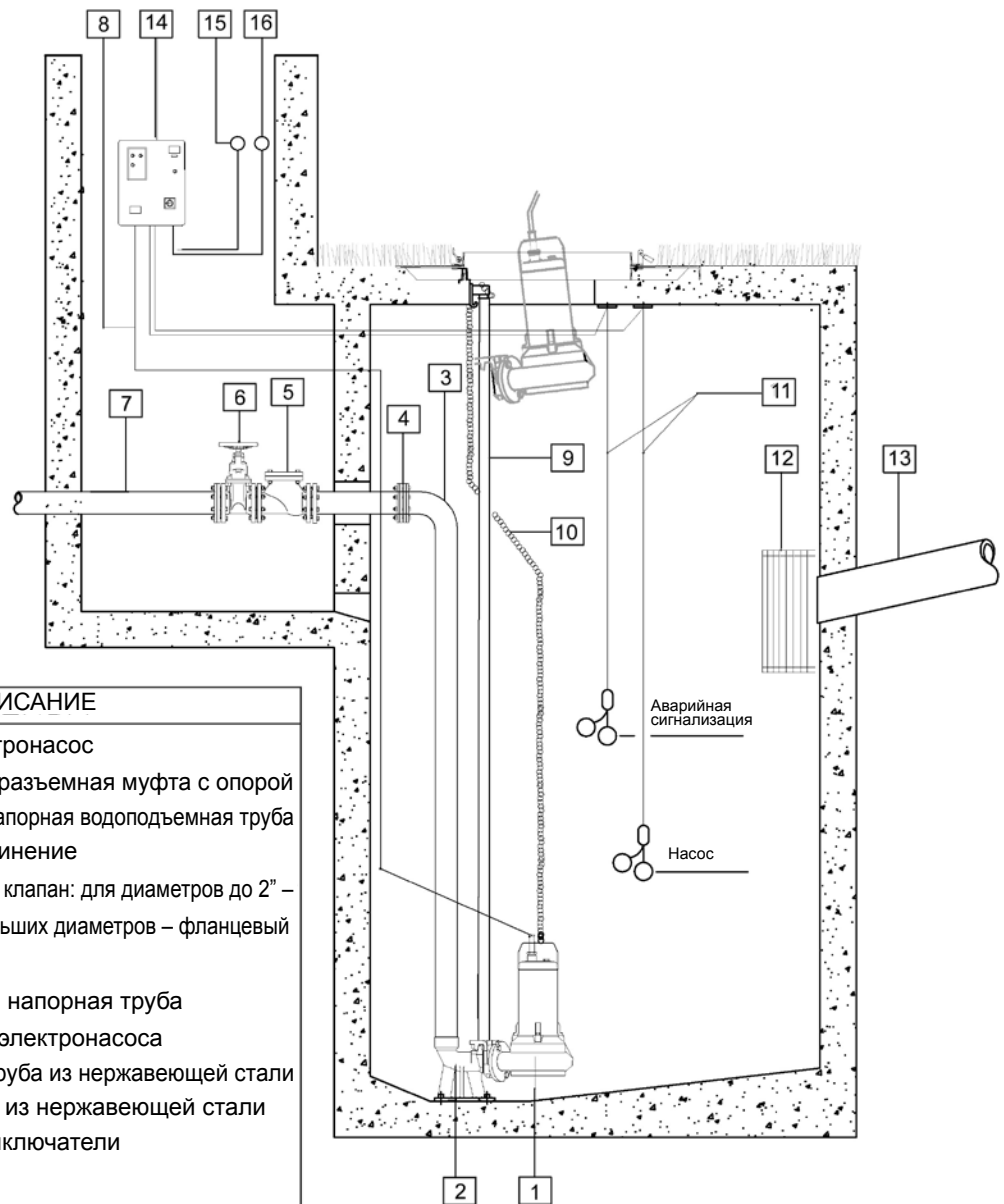 8 14 15 16
7 6 5 3 4 9 11 12 13
10
Аварийная
сигнализация
Насос
ИСАНИЕ
тронасос
разъемная муфта с опорой
апорная водоподъемная труба
инение
клапан: для диаметров до 2” –
льших диаметров – фланцевый
напорная труба
электронасоса
руба из нержавеющей стали
из нержавеющей стали
ключатели
2 1